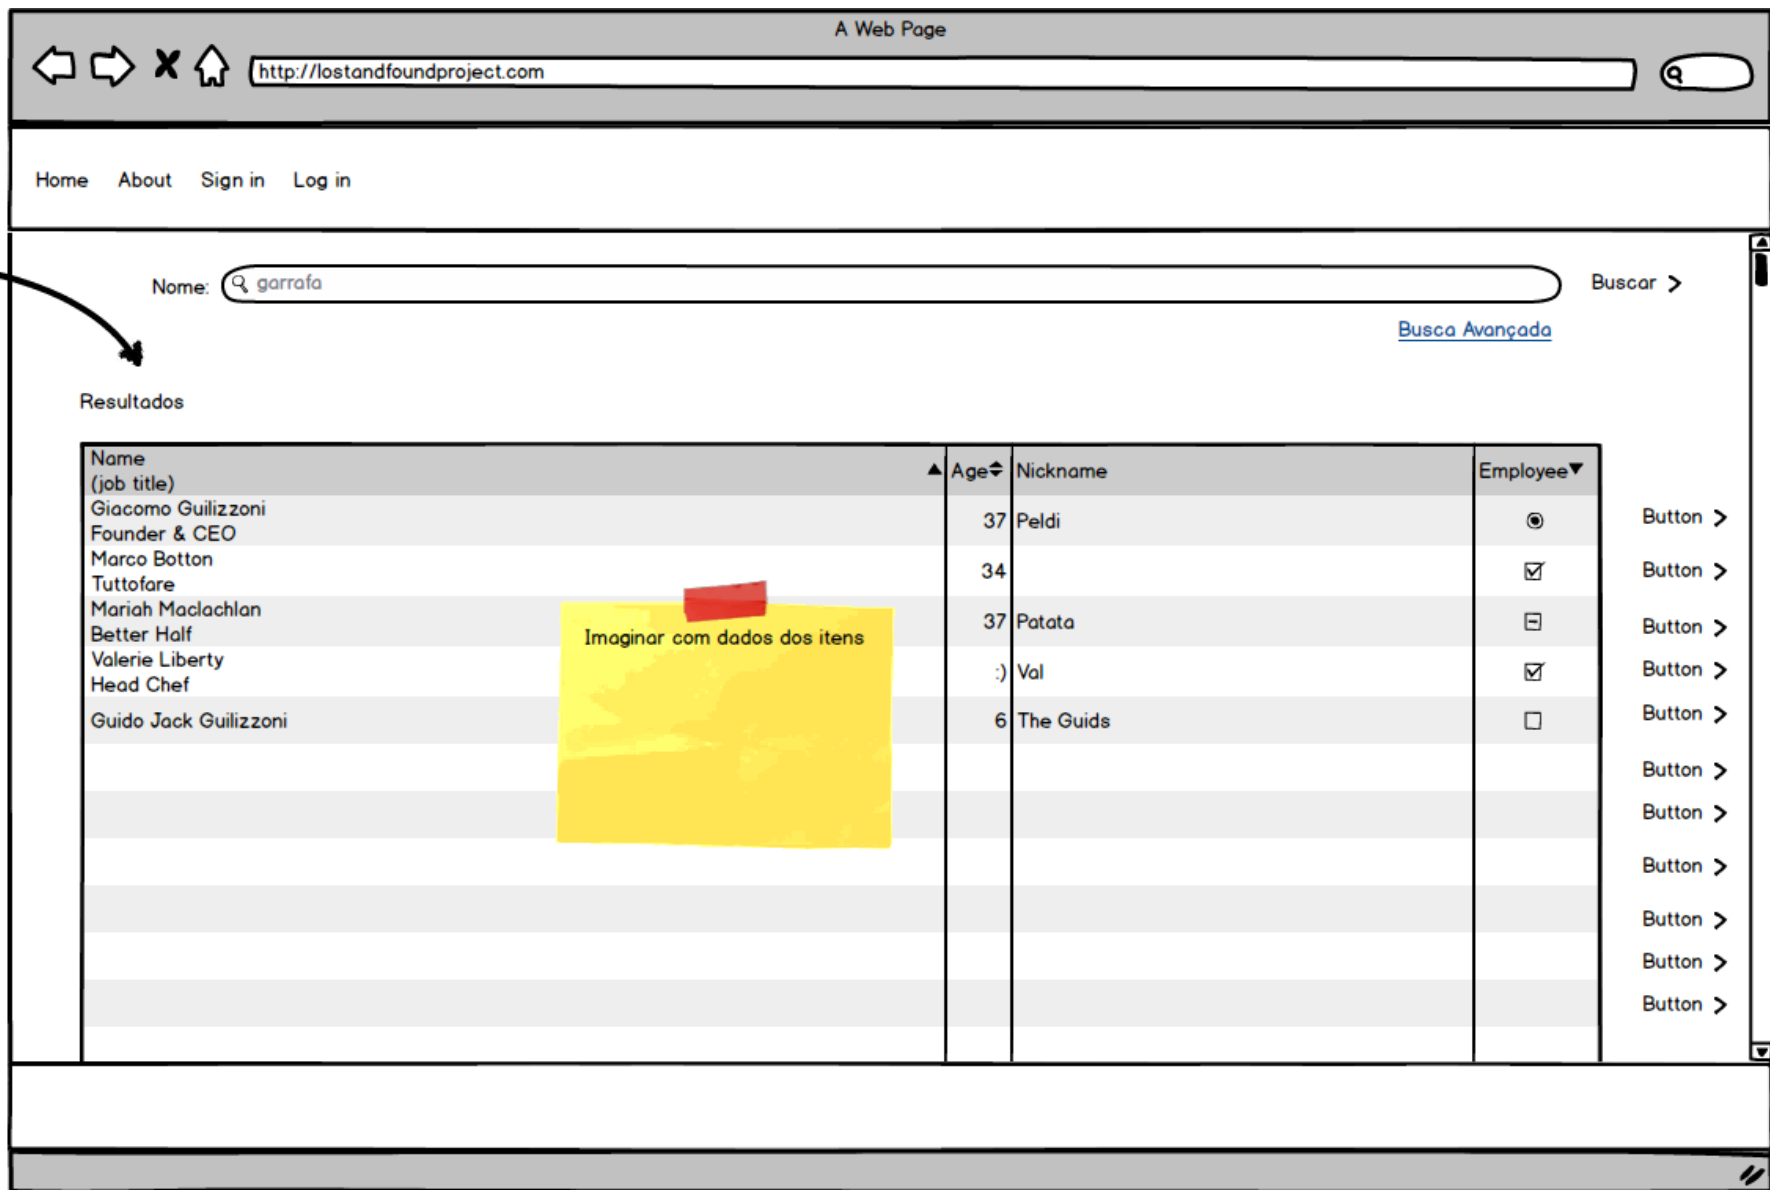 A Web Page
http://lostandfoundproject.com
Home About Sign in Log in
Nome: garrafa Buscar
Busca Avançada
Resultados
Name
(job title) Age Nickname Employee
Giacomo Guilizzoni
Founder & CEO 37 Peldi Button
Marco Botton
Tuttofare 34 Button
Mariah Maclachlan
Better Half 37 Patata Button
Valerie Liberty
Head Chef :) Val Button
Guido Jack Guilizzoni 6 The Guids Button
Imaginar com dados dos itens
Button
Button
Button
Button
Button
Button